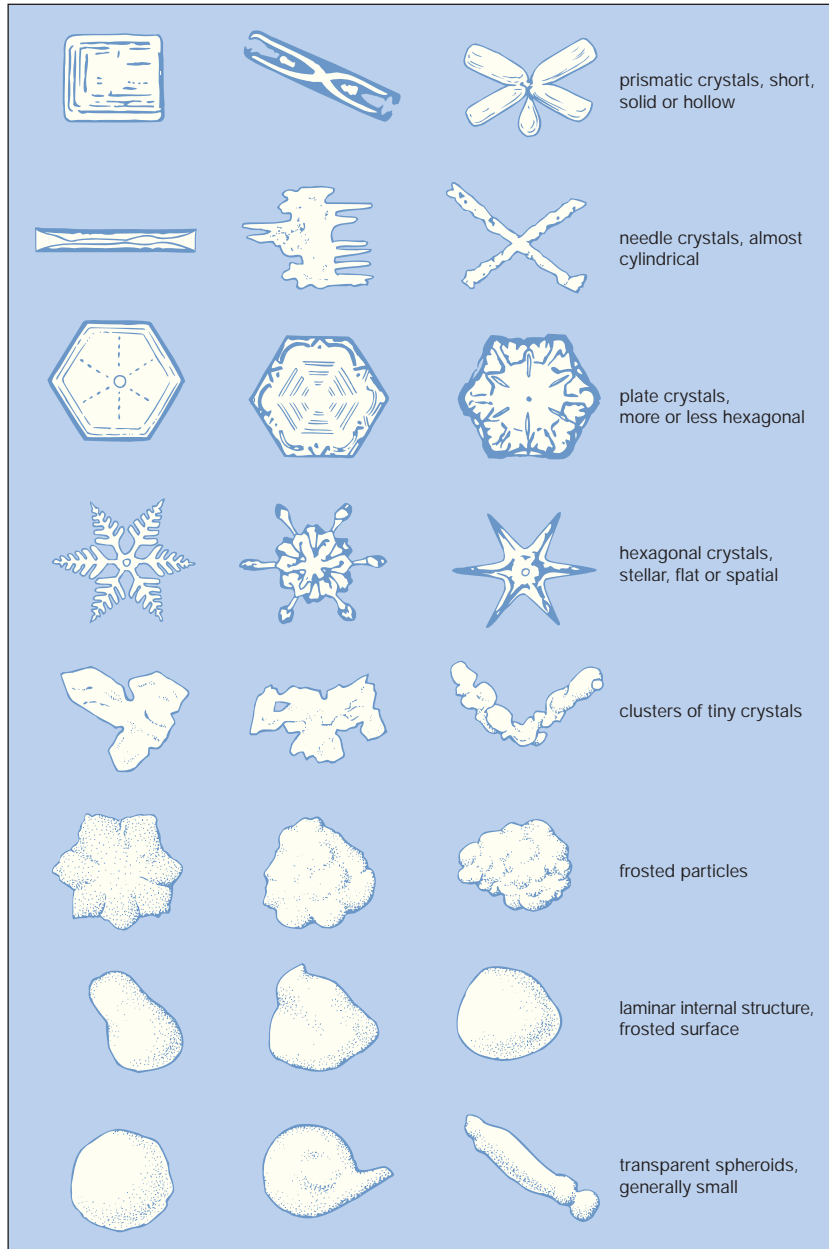 prismatic crystals, short,
solid or hollow
needle crystals, almost
cylindrical
plate crystals,
more or less hexagonal
hexagonal crystals,
stellar, flat or spatial
clusters of tiny crystals
frosted particles
laminar internal structure,
frosted surface
transparent spheroids,
generally small